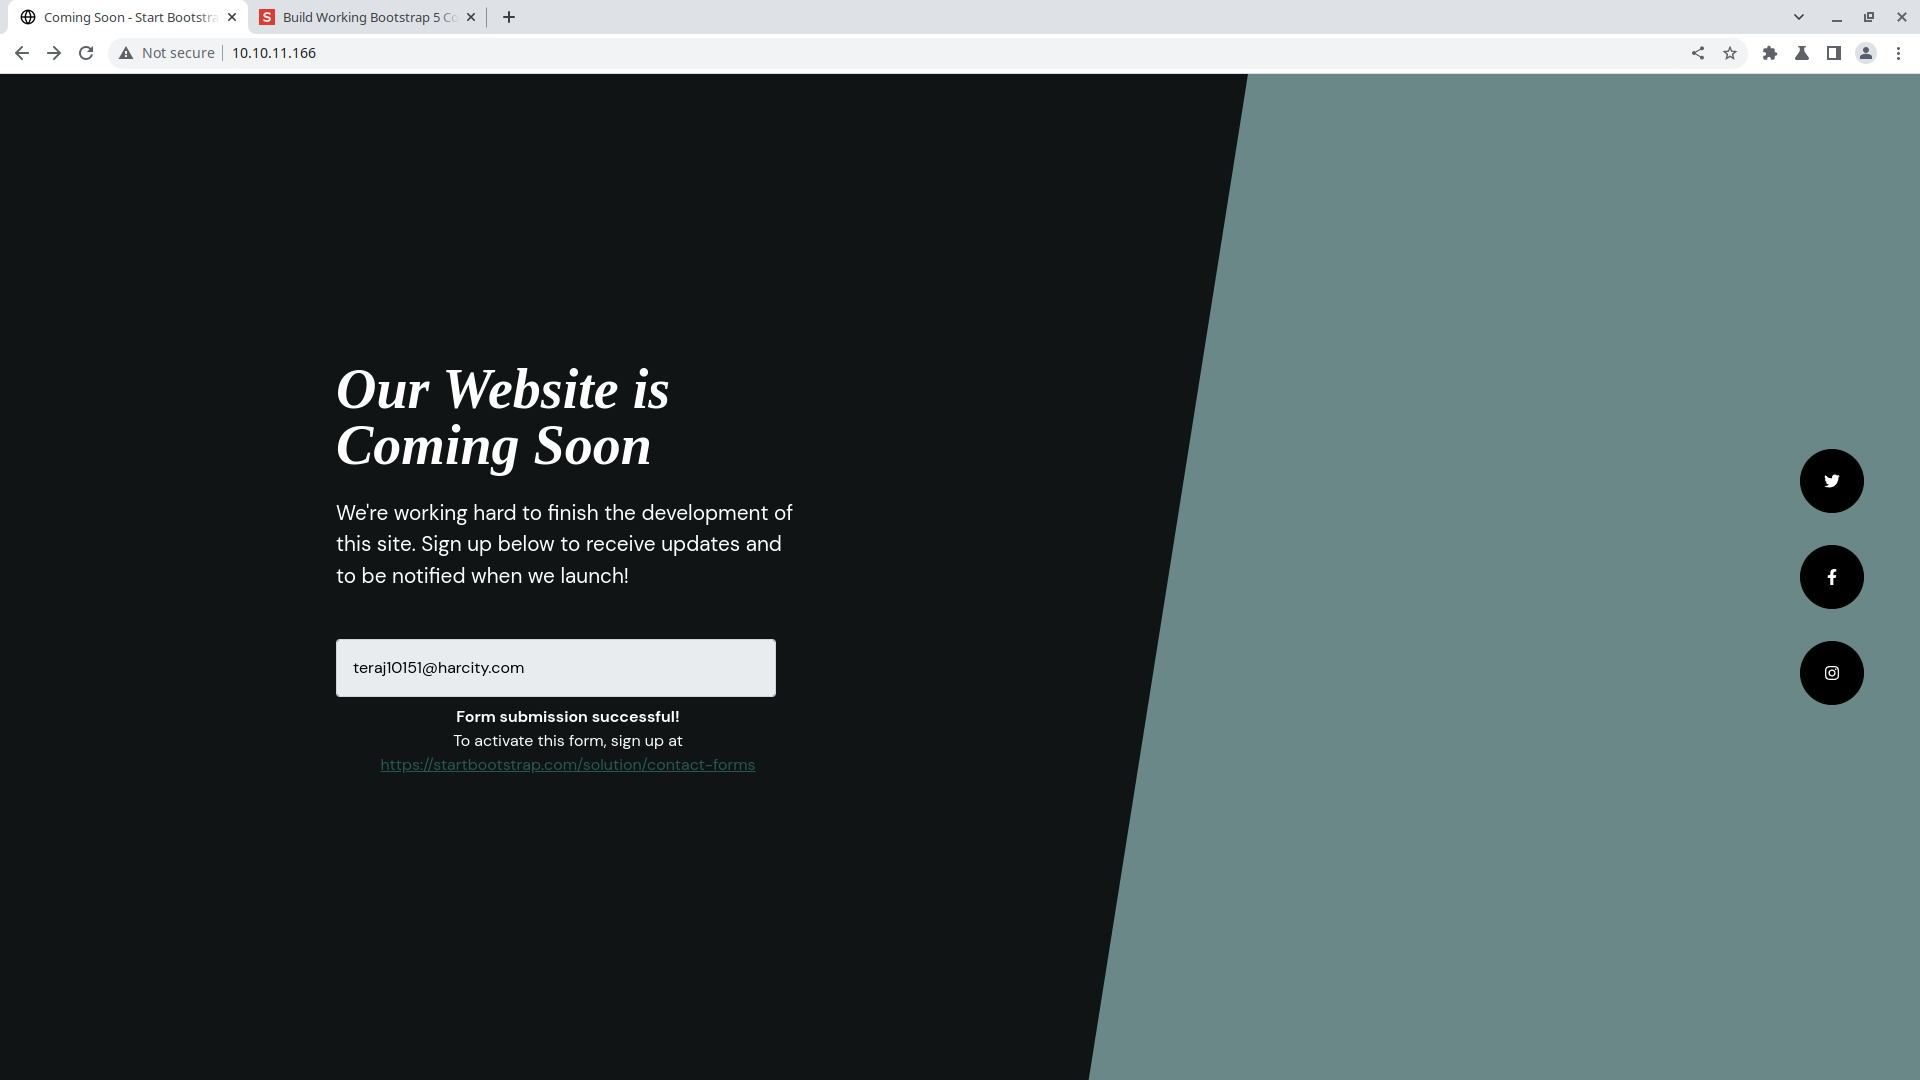 Coming Soon - Start Bootstra
Build Working Bootstrap 5 Co
Not secure
10.10.11.166
Our Website is
Coming Soon
We're working hard to finish the development of
this site. Sign up below to receive updates and
to be notified when we launch!
teraj10151@harcity.com
Form submission successful!
To activate this form, sign up at
https://startbootstrap.com/solution/contact-forms